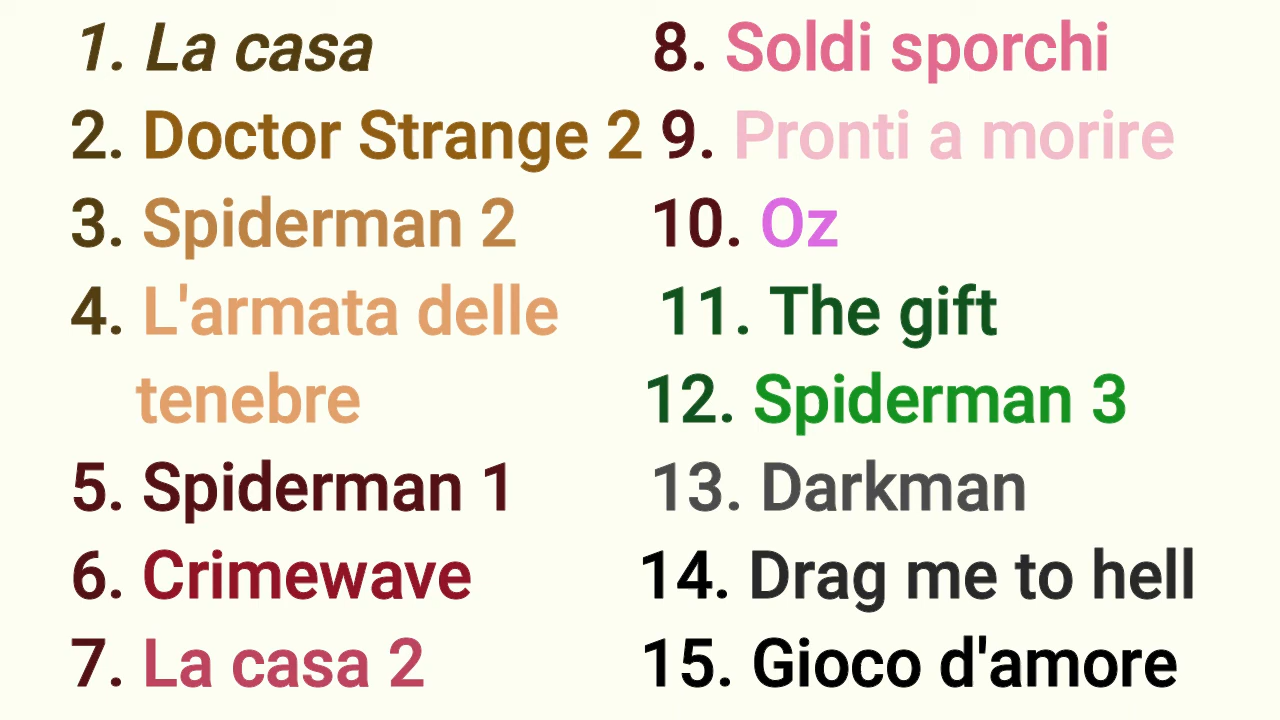 1. La casa
2. Doctor Strange 2
3. Spiderman 2
4. L'armata delle
tenebre
5. Spiderman 1
6. Crimewave
7. La casa 2
8. Soldi sporchi
9. Pronti a morire
10. Oz
11. The gift
12. Spiderman 3
13. Darkman
14. Drag me to hell
15. Gioco d'amore